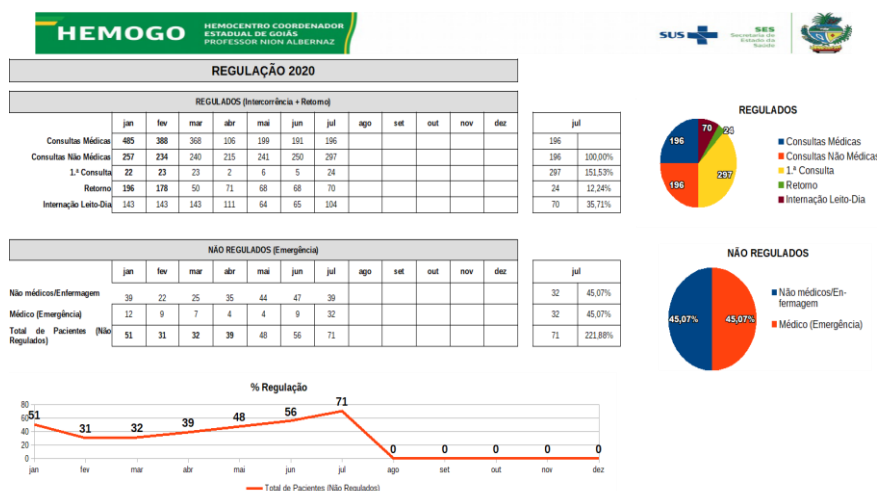 HEMOGO HEMOCENTRO COORDENADOR
ESTADUAL DE GOIÁS
PROFESSOR NION ALBERNAZ
SUS SES
Secretaria de
Estado da
Saúde
REGULAÇÃO 2020
REGULADOS (Intercorrência + Retorno)
jan fev mar abr mai jun jul ago set out nov dez jul
Consultas Médicas 485 388 368 106 199 191 196 196
Consultas Não Médicas 257 234 240 215 241 250 297 196 100,00%
1.ª Consulta 22 23 23 2 6 5 24 297 151,53%
Retorno 196 178 50 71 68 68 70 24 12,24%
Internação Leito-Dia 143 143 143 111 64 65 104 70 35,71%
REGULADOS
196 70 24 297 196
Consultas Médicas
Consultas Não Médicas
1.ª Consulta
Retorno
Internação Leito-Dia
NÃO REGULADOS (Emergência)
jan fev mar abr mai jun jul ago set out nov dez jul
Não médicos/Enfermagem 39 22 25 35 44 47 39 32 45,07%
Médico (Emergência) 12 9 7 4 4 9 32 32 45,07%
Total de Pacientes (Não
Regulados) 51 31 32 39 48 56 71 71 221,88%
NÃO REGULADOS
45,07% 45,07%
Não médicos/En-
fermagem
Médico (Emergência)
% Regulação
80
60
40
20
0
51 31 32 39 48 56 71 0 0 0 0 0
jan fev mar abr mai jun jul ago set out nov dez
Total de Pacientes (Não Regulados)